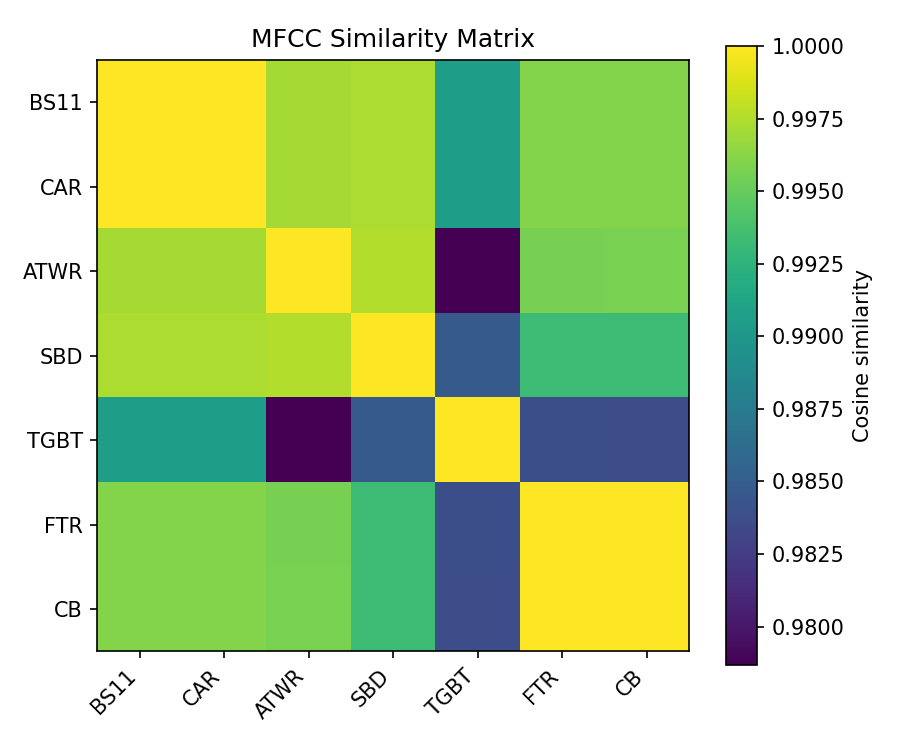 MFCC Similarity Matrix
BS11
CAR
ATWR
SBD
TGBT
FTR
CB
BS11
CAR
ATWR
SBD
TGBT
FTR
CB
1.0000
0.9975
0.9950
0.9925
0.9900
0.9875
0.9850
0.9825
0.9800
Cosine similarity